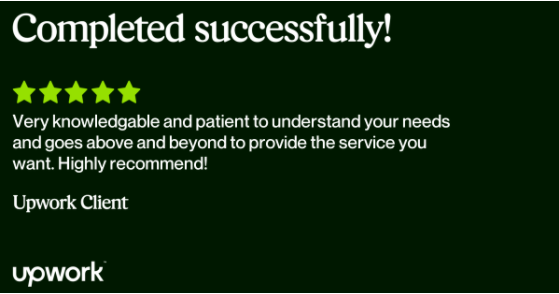 Completed successfully!
Very knowledgable and patient to understand your needs
and goes above and beyond to provide the service you
want. Highly recommend!
Upwork Client
upwork